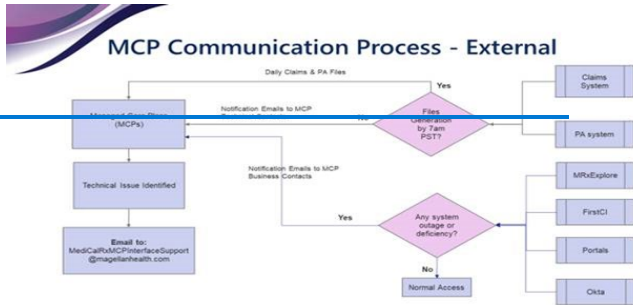 MCP Communication Process - External
Daily Claims & PA Files
Yes
Claims
System
Notification Emails to MCP
Files
Generation
by 7am
PST?
(MCPs)
PA system
Notification Emails to MCP
Business Contacts
MRxExplore
Technical Issue Identified
FirstCI
Yes
Any system
outage or
deficiency?
Email to:
MediCalRxMCPInterfaceSupport
@magellanhealth.com
Portals
No
Normal Access
Okta